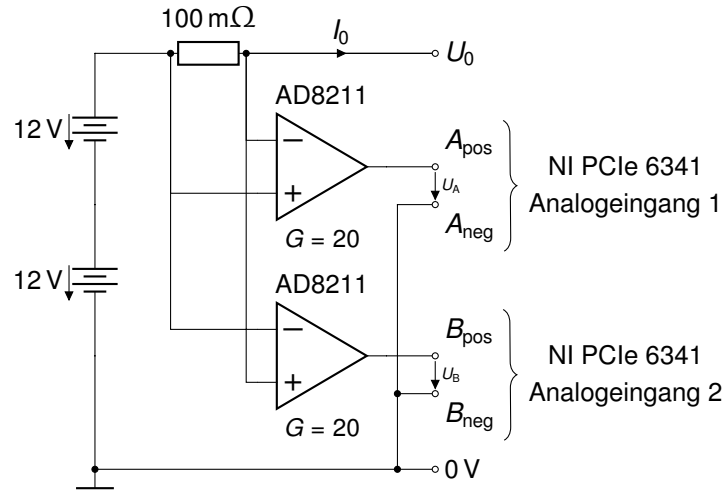 100 mΩ
I0
U0
AD8211
12 V
−
+
Apos
UA
Aneg
NI PCIe 6341
Analogeingang 1
G = 20
12 V
AD8211
−
+
Bpos
UB
Bneg
NI PCIe 6341
Analogeingang 2
G = 20
0 V